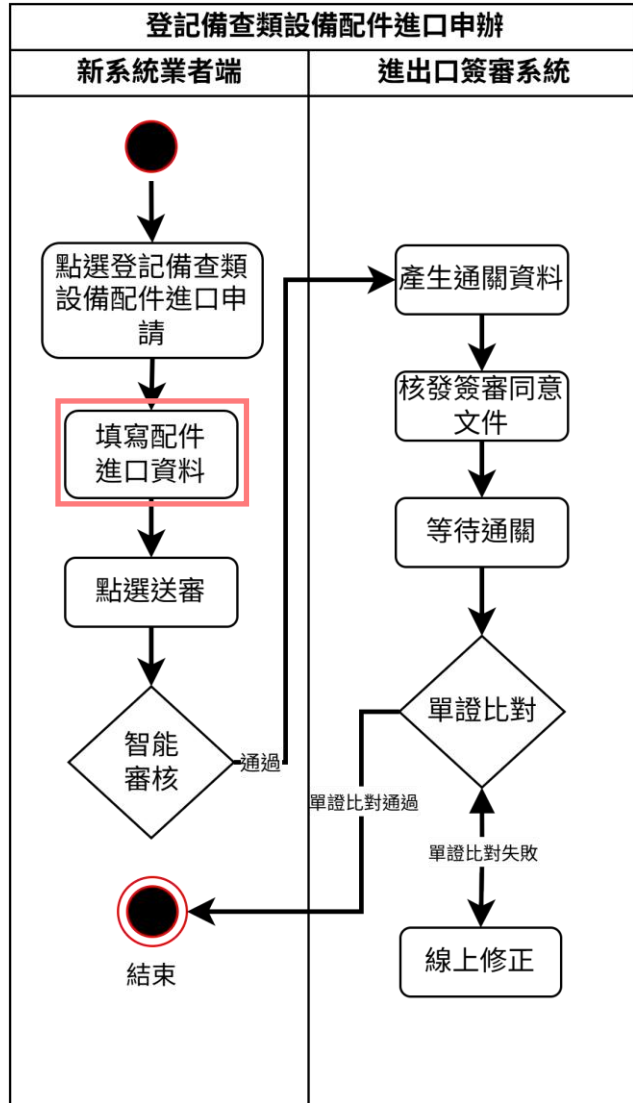 登記備查類設備配件進口申辦
新系統業者端
進出口簽審系統
點選登記備查類
設備配件進口申
請
填寫配件
進口資料
點選送審
智能
審核
通過
產生通關資料
核發簽審同意
文件
等待通關
單證比對
單證比對通過
單證比對失敗
線上修正
結束